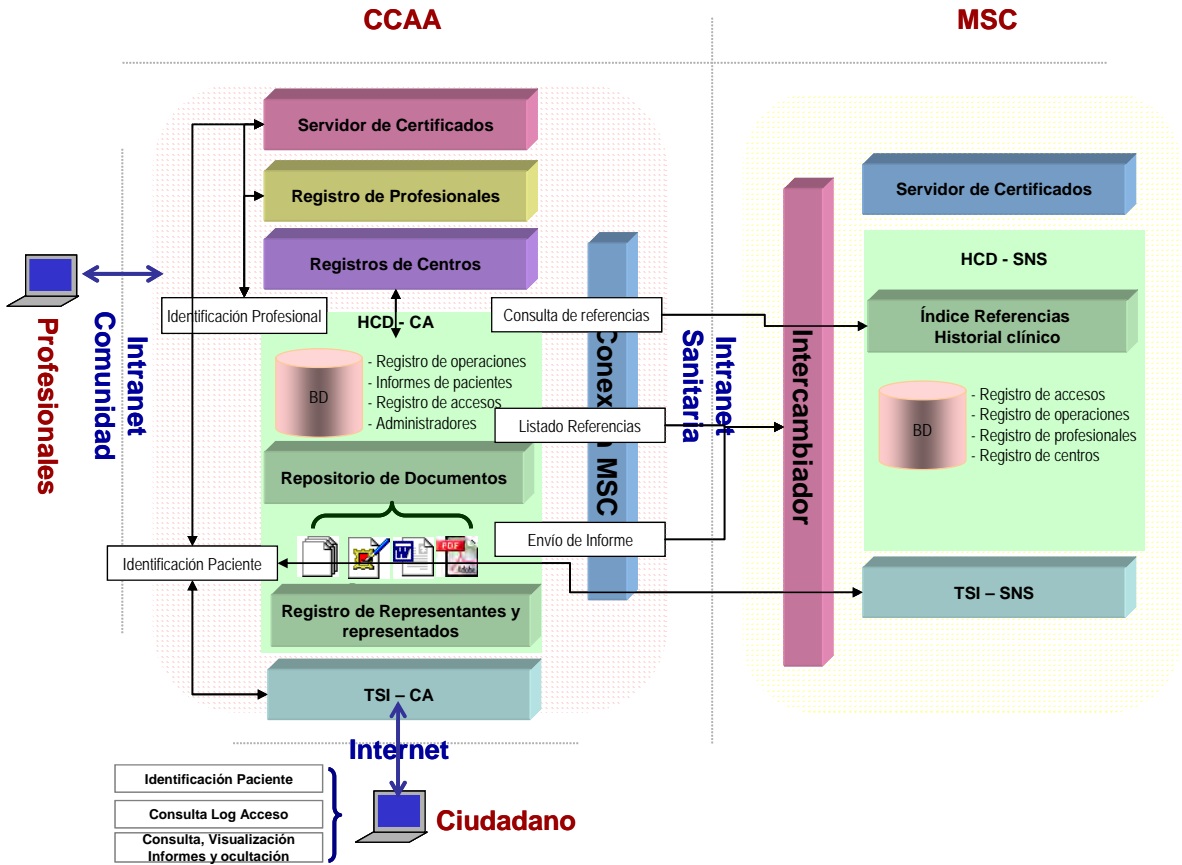 CCAA
MSC
Servidor de Certificados
Registro de Profesionales
Registros de Centros
Identificación Profesional
HCD - CA
BD
- Registro de operaciones
- Informes de pacientes
- Registro de accesos
- Administradores
Repositorio de Documentos
W
PDF
Adobe
Identificación Paciente
Registro de Representantes y
representados
TSI – CA
Profesionales
Intranet
Comunidad
Consulta de referencias
Listado Referencias
Envío de Informe
MSC
Intranet
Sanitaria
Intercambiador
Servidor de Certificados
HCD - SNS
Índice Referencias
Historial clínico
BD
- Registro de accesos
- Registro de operaciones
- Registro de profesionales
- Registro de centros
TSI – SNS
Internet
Ciudadano
Identificación Paciente
Consulta Log Acceso
Consulta, Visualización
Informes y ocultación